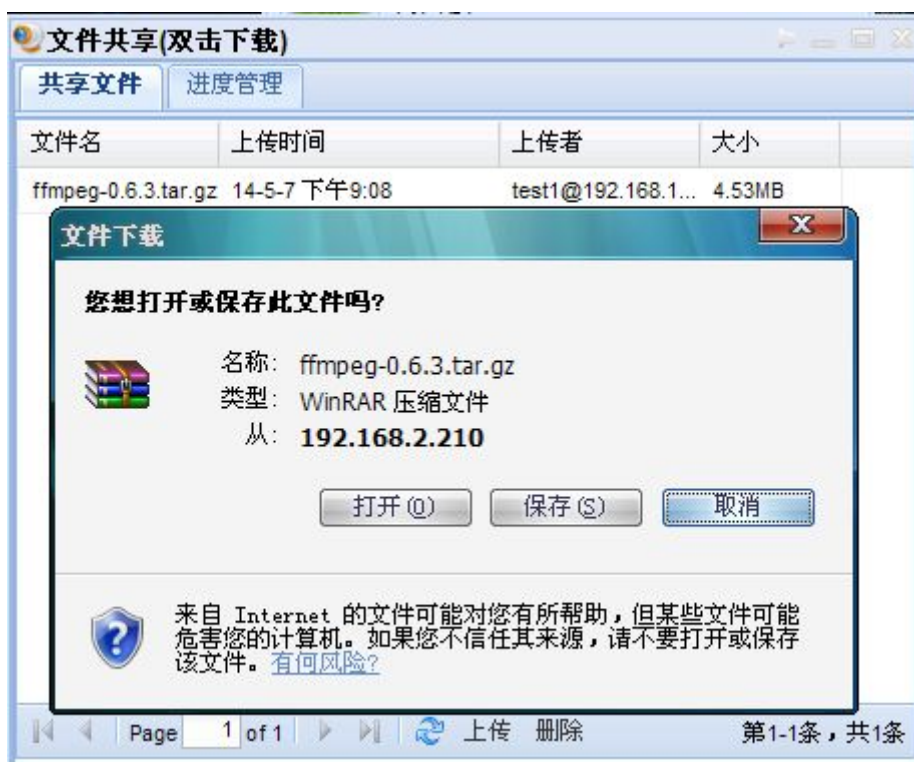 文件共享(双击下载)
共享文件 进度管理
文件名 上传时间 上传者 大小
ffmpeg-0.6.3.tar.gz 14-5-7 下午9:08 test1@192.168.1... 4.53MB
文件下载
您想打开或保存此文件吗?
名称: ffmpeg-0.6.3.tar.gz
类型: WinRAR 压缩文件
从: 192.168.2.210
打开(O) 保存(S) 取消
来自 Internet 的文件可能对您有所帮助，但某些文件可能
危害您的计算机。如果您不信任其来源，请不要打开或保存
该文件。有何风险?
Page 1 of 1 上传 删除 第1-1条，共1条